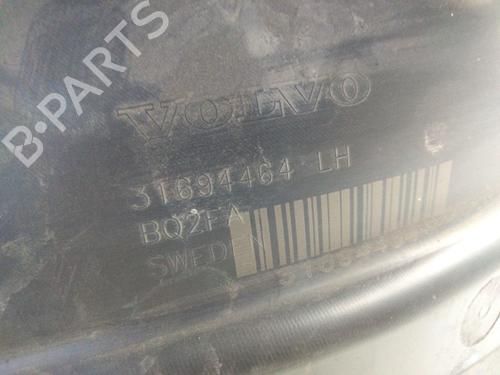 B-PARTS
VOLVO
31694464 LH
BQ2FA
SWEDEN